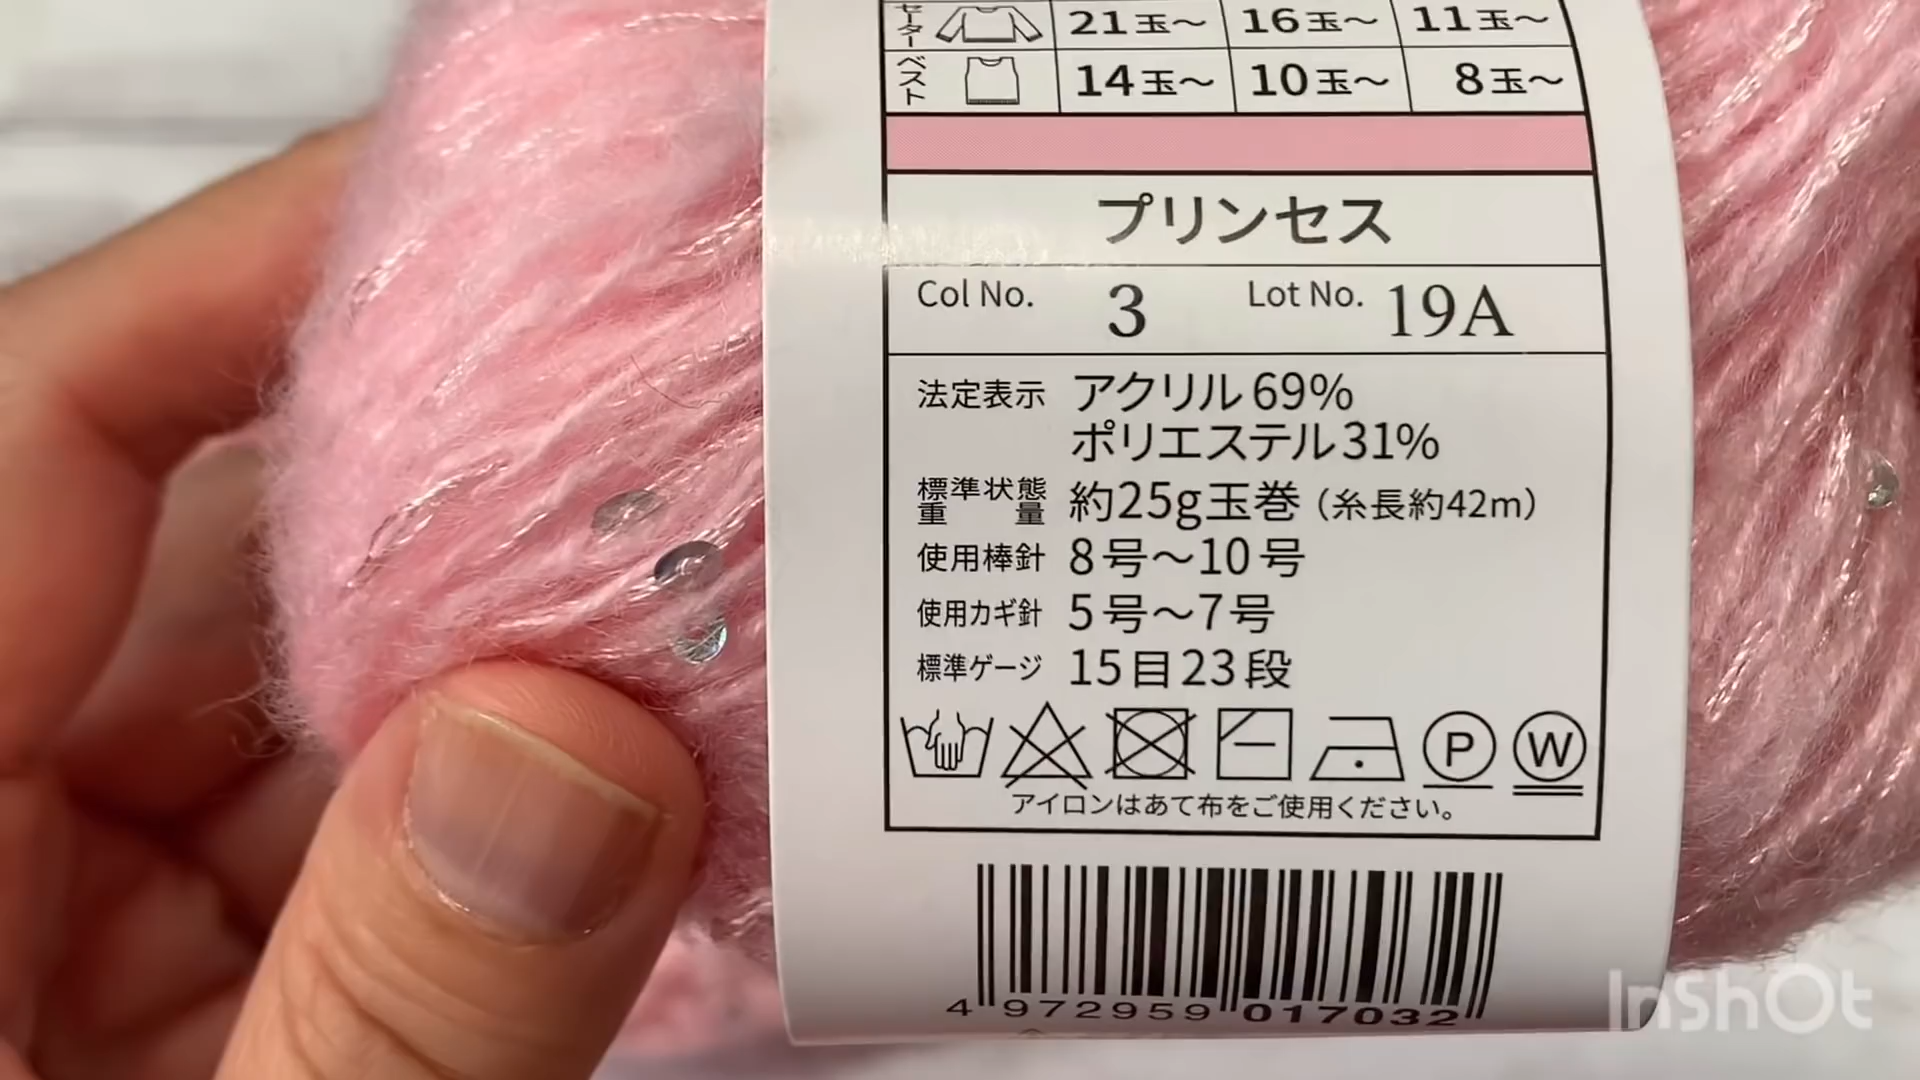 セーター 21玉～ 16玉～ 11玉～
ベスト 14玉～ 10玉～ 8玉～
プリンセス
Col No. 3 Lot No. 19A
法定表示 アクリル69%
ポリエステル31%
標準状態重量 約25g玉巻（糸長約42m）
使用棒針 8号～10号
使用カギ針 5号～7号
標準ゲージ 15目23段
P W
アイロンはあて布をご使用ください。
4 972959 017032
InShOt